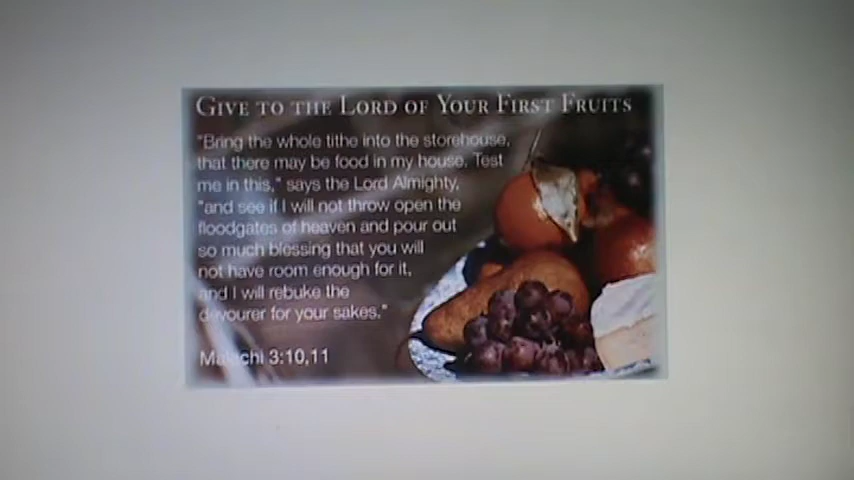 GIVE TO THE LORD OF YOUR FIRST FRUITS
"Bring the whole tithe into the storehouse,
that there may be food in my house. Test
me in this," says the Lord Almighty,
"and see if I will not throw open the
floodgates of heaven and pour out
so much blessing that you will
not have room enough for it,
and I will rebuke the
devourer for your sakes."
Malachi 3:10,11